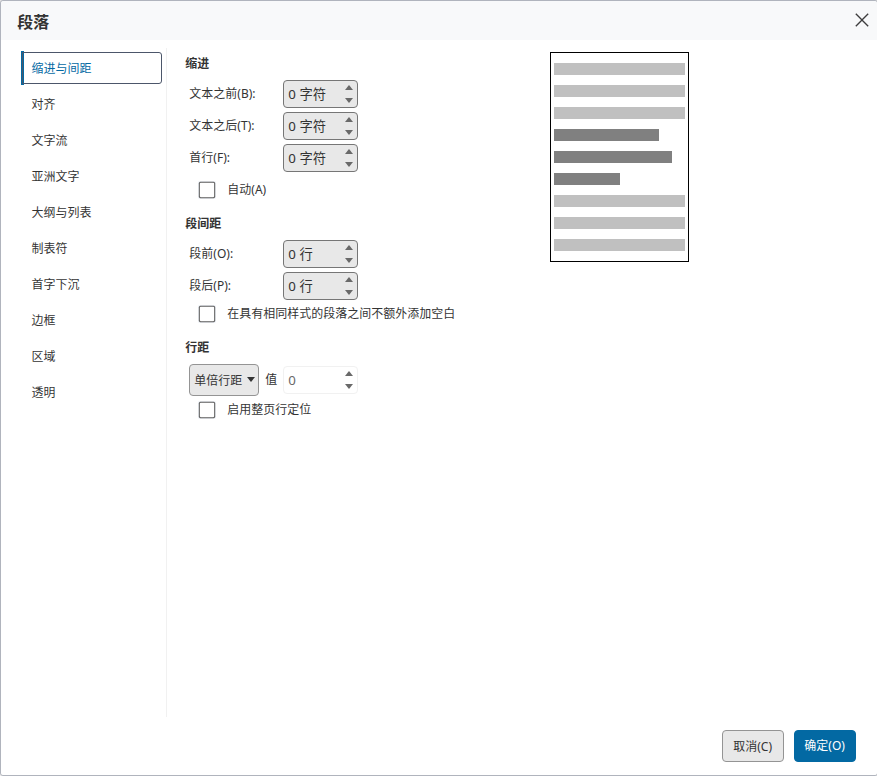 段落
缩进与间距
对齐
文字流
亚洲文字
大纲与列表
制表符
首字下沉
边框
区域
透明
缩进
文本之前(B): 0 字符
文本之后(T): 0 字符
首行(F): 0 字符
自动(A)
段间距
段前(O): 0 行
段后(P): 0 行
在具有相同样式的段落之间不额外添加空白
行距
单倍行距 值 0
启用整页行定位
取消(C) 确定(O)